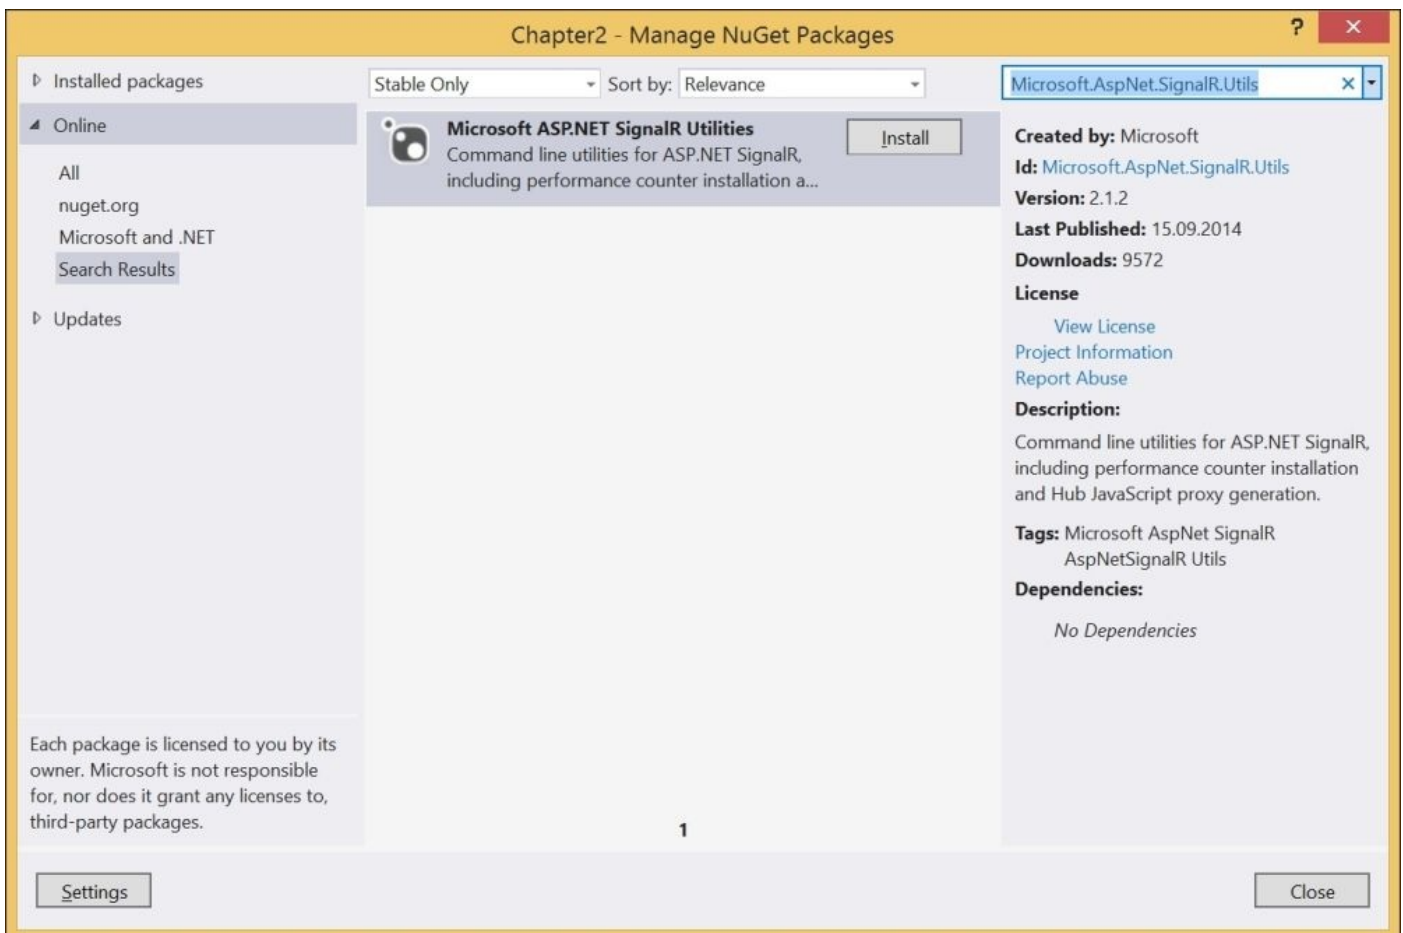 Chapter2 - Manage NuGet Packages
?
Installed packages
Online
All
nuget.org
Microsoft and .NET
Search Results
Updates
Each package is licensed to you by its
owner. Microsoft is not responsible
for, nor does it grant any licenses to,
third-party packages.
Stable Only
Sort by: Relevance
Microsoft ASP.NET SignalR Utilities
Install
Command line utilities for ASP.NET SignalR,
including performance counter installation a...
1
Microsoft.AspNet.SignalR.Utils
Created by: Microsoft
Id: Microsoft.AspNet.SignalR.Utils
Version: 2.1.2
Last Published: 15.09.2014
Downloads: 9572
License
View License
Project Information
Report Abuse
Description:
Command line utilities for ASP.NET SignalR,
including performance counter installation
and Hub JavaScript proxy generation.
Tags: Microsoft AspNet SignalR
AspNetSignalR Utils
Dependencies:
No Dependencies
Settings
Close